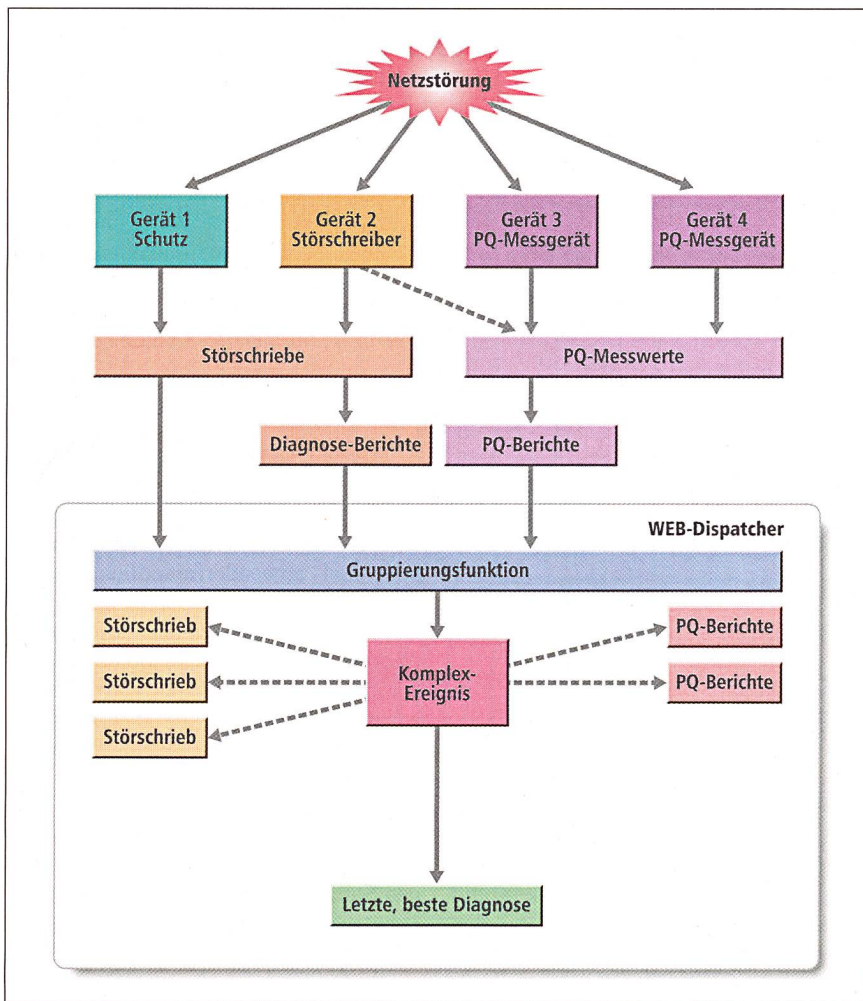 Netzstörung
Gerät 1
Schutz
Gerät 2
Störschreiber
Gerät 3
PQ-Messgerät
Gerät 4
PQ-Messgerät
Störschriebe
PQ-Messwerte
Diagnose-Berichte
PQ-Berichte
WEB-Dispatcher
Gruppierungsfunktion
Störschrieb
Störschrieb
Störschrieb
Komplex-
Ereignis
PQ-Berichte
PQ-Berichte
Letzte, beste Diagnose